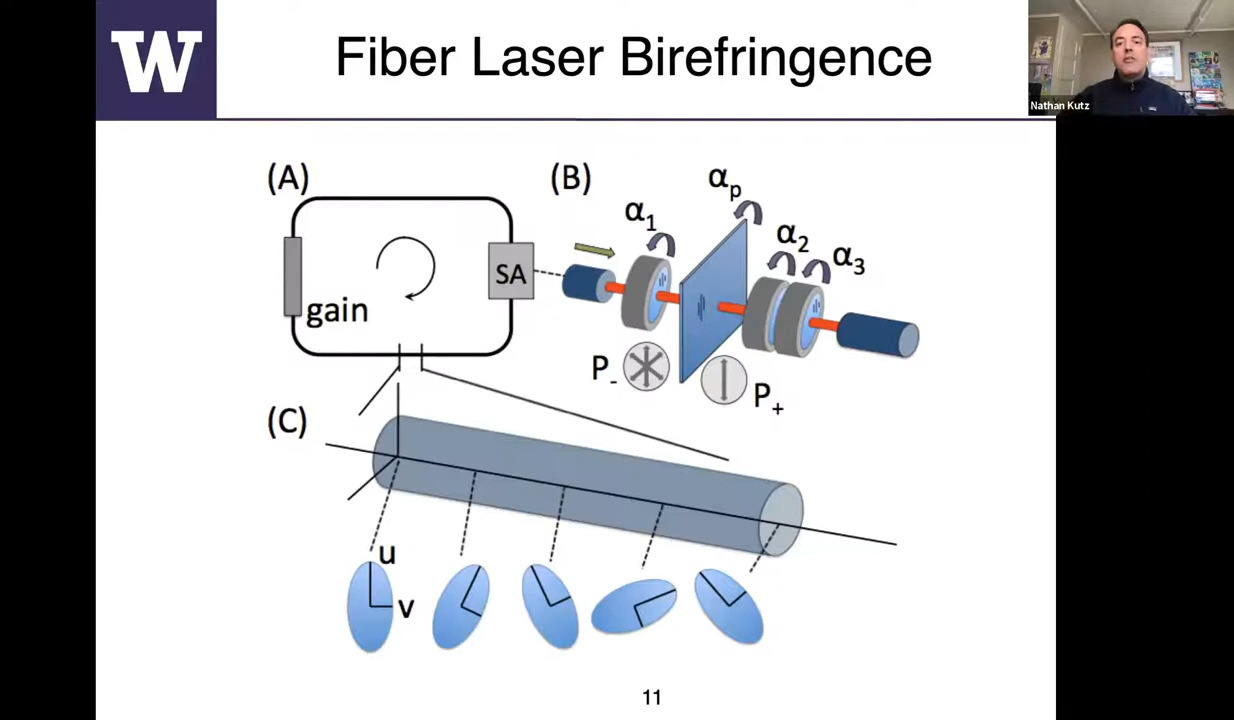 W
Fiber Laser Birefringence
Nathan Kutz
(A)
gain
SA
(B)
α1
αp
α2
α3
P-
P+
(C)
u
v
11